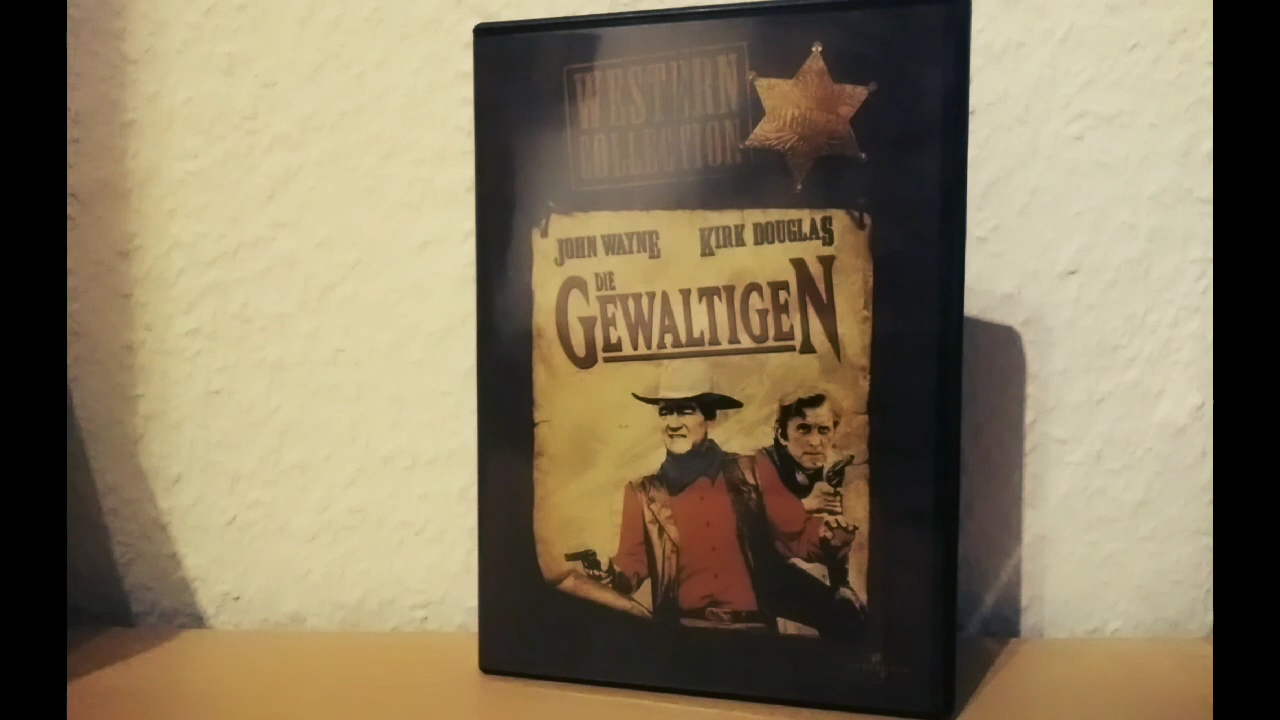 WESTERN
COLLECTION
JOHN WAYNE KIRK DOUGLAS
DIE
GEWALTIGEN